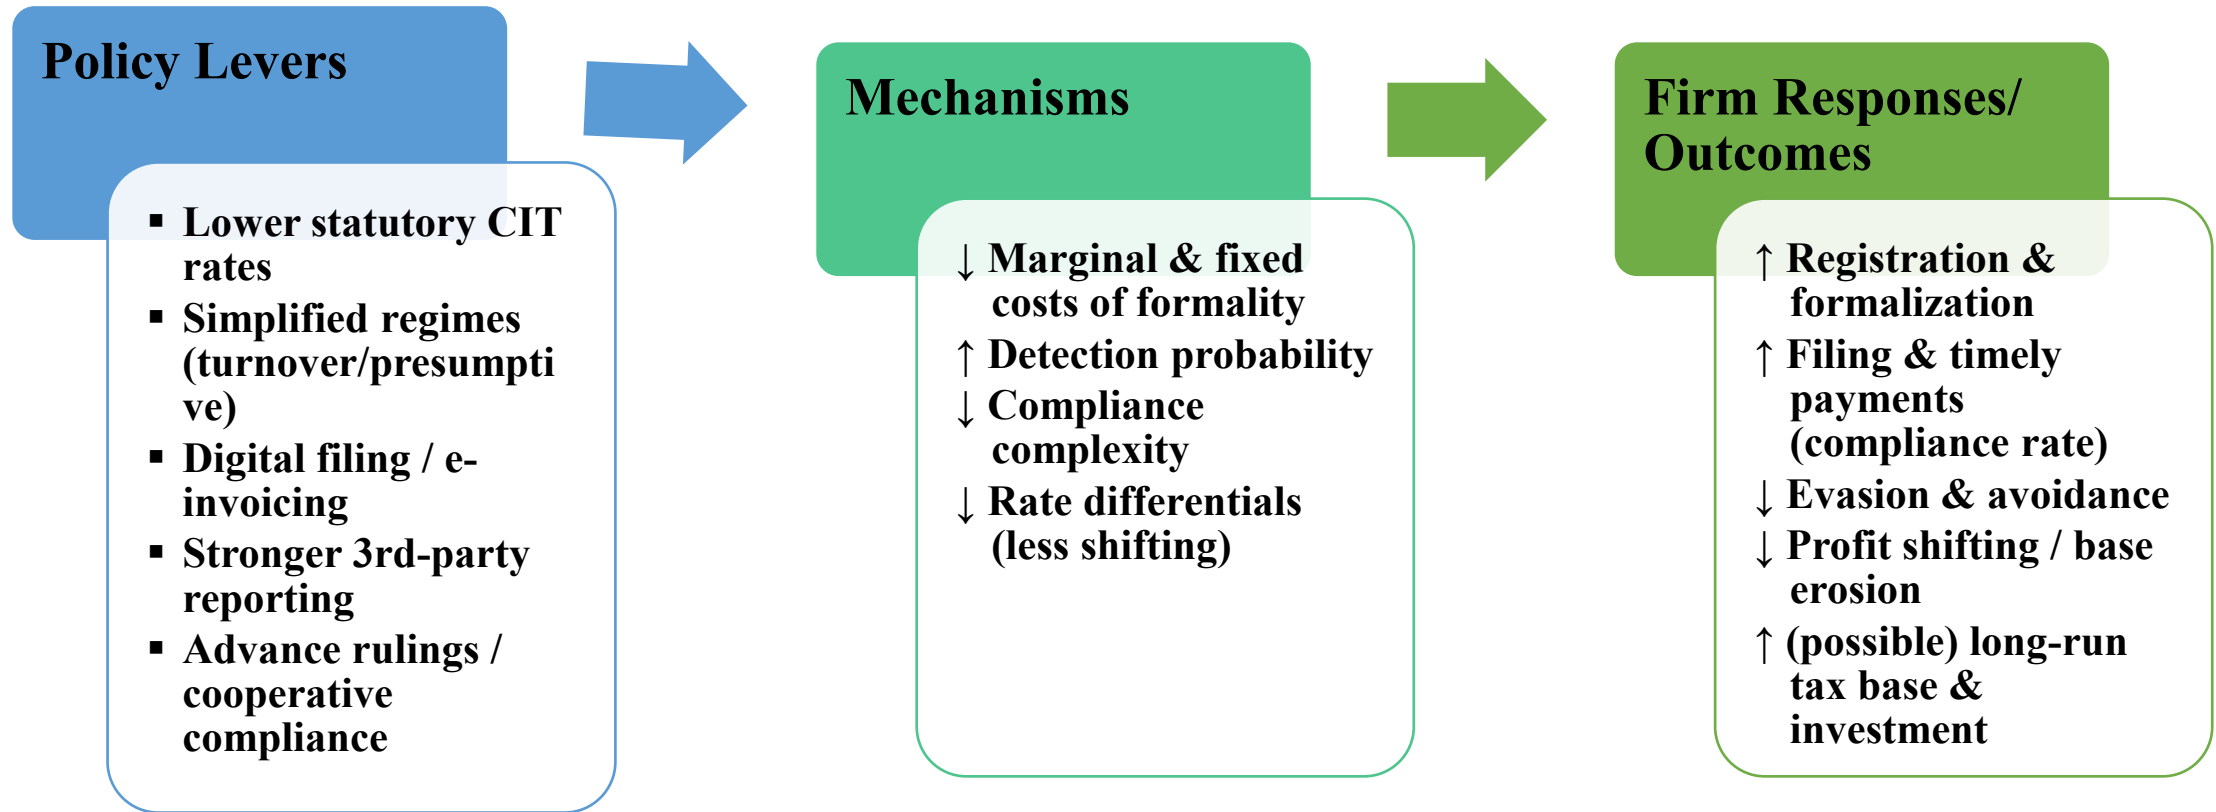 Policy Levers
▪ Lower statutory CIT
rates
▪ Simplified regimes
(turnover/presumpti
ve)
▪ Digital filing / e-
invoicing
▪ Stronger 3rd-party
reporting
▪ Advance rulings /
cooperative
compliance
Mechanisms
↓ Marginal & fixed
costs of formality
↑ Detection probability
↓ Compliance
complexity
↓ Rate differentials
(less shifting)
Firm Responses/
Outcomes
↑ Registration &
formalization
↑ Filing & timely
payments
(compliance rate)
↓ Evasion & avoidance
↓ Profit shifting / base
erosion
↑ (possible) long-run
tax base &
investment